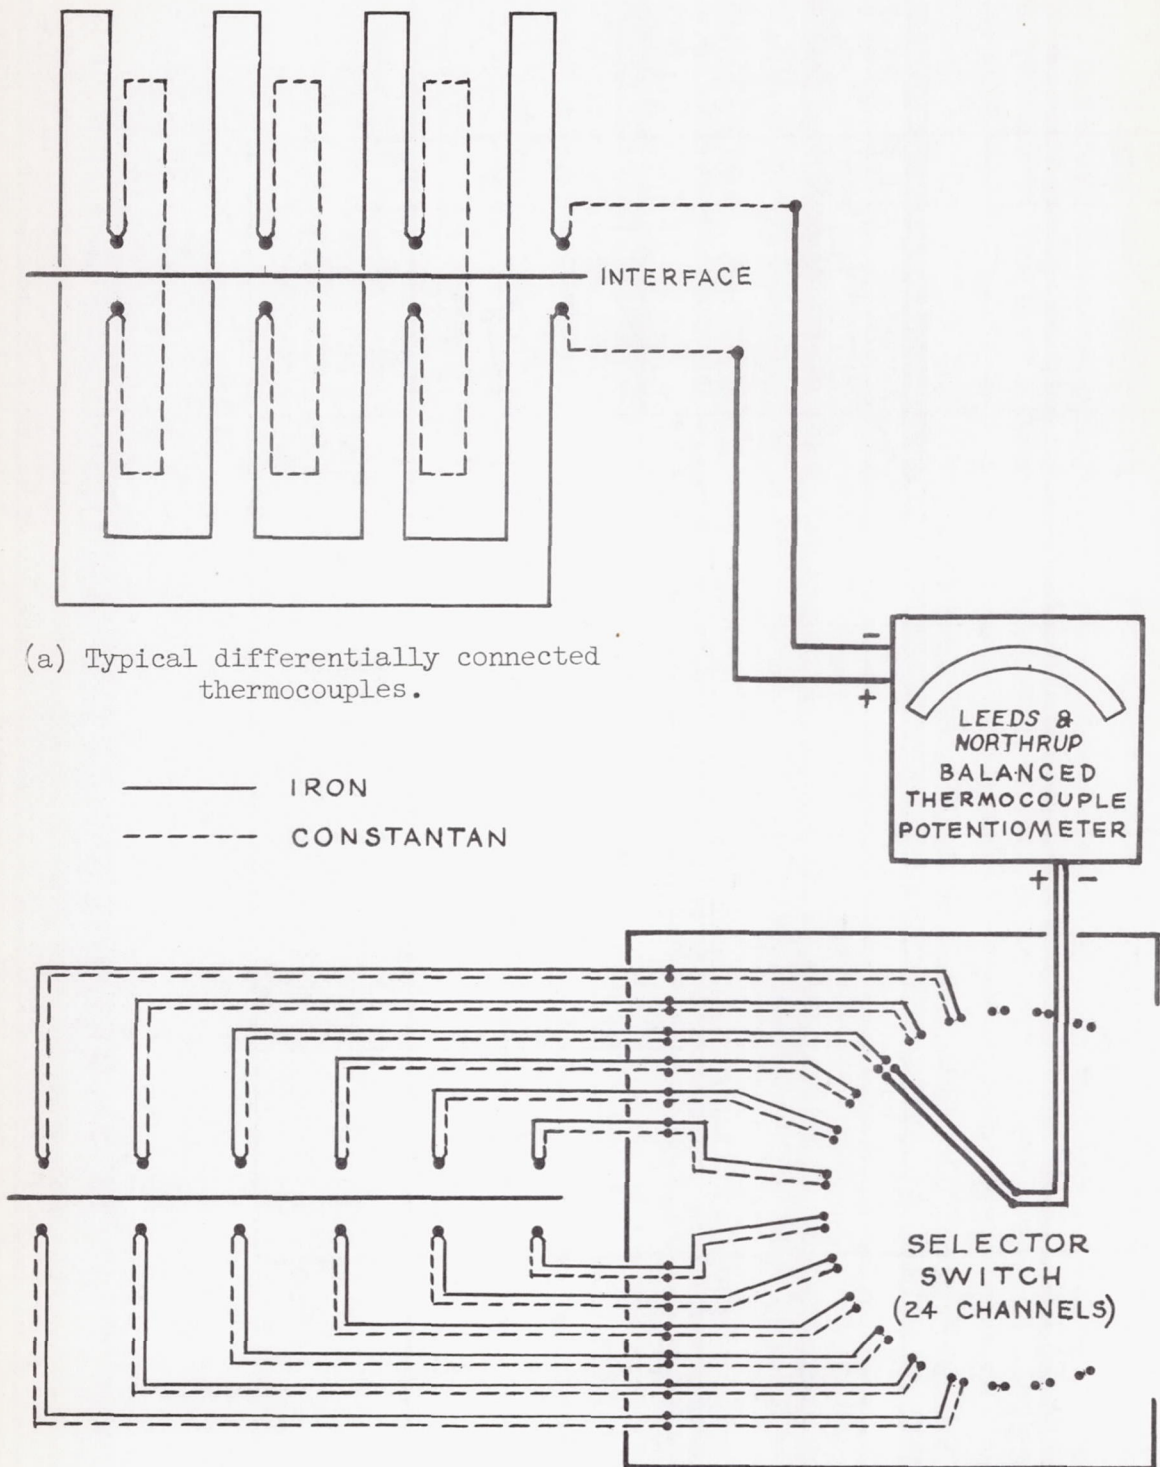 INTERFACE
(a) Typical differentially connected
thermocouples.
-
+
LEEDS &
NORTHRUP
BALANCED
THERMOCOUPLE
POTENTIOMETER
IRON
CONSTANTAN
+ -
SELECTOR
SWITCH
(24 CHANNELS)